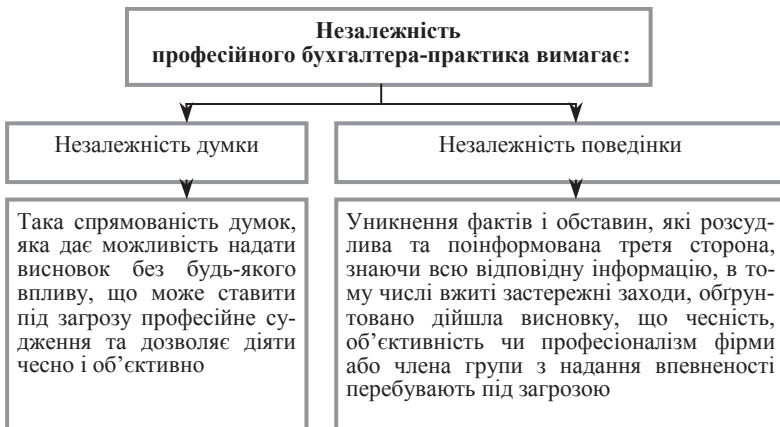 Незалежність
професійного бухгалтера-практика вимагає:
Незалежність думки
Незалежність поведінки
Така спрямованість думок,
яка дає можливість надати
висновок без будь-якого
впливу, що може ставити
під загрозу професійне су-
дження та дозволяє діяти
чесно і об’єктивно
Уникнення фактів і обставин, які розсуд-
лива та поінформована третя сторона,
знаючи всю відповідну інформацію, в то-
му числі вжиті застережні заходи, обґрун-
товано дійшла висновку, що чесність,
об’єктивність чи професіоналізм фірми
або члена групи з надання впевненості
перебувають під загрозою